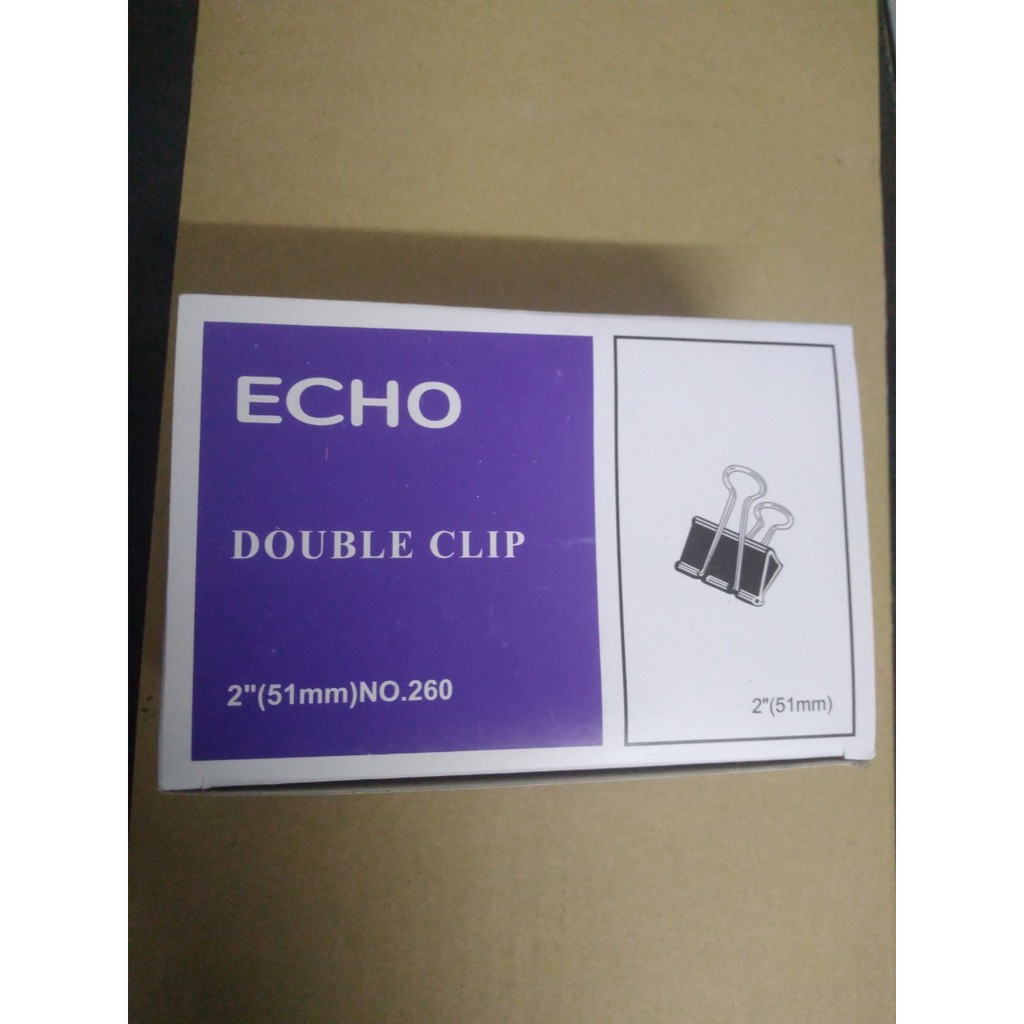 ECHO
DOUBLE CLIP
2"(51mm)NO.260
2"(51mm)